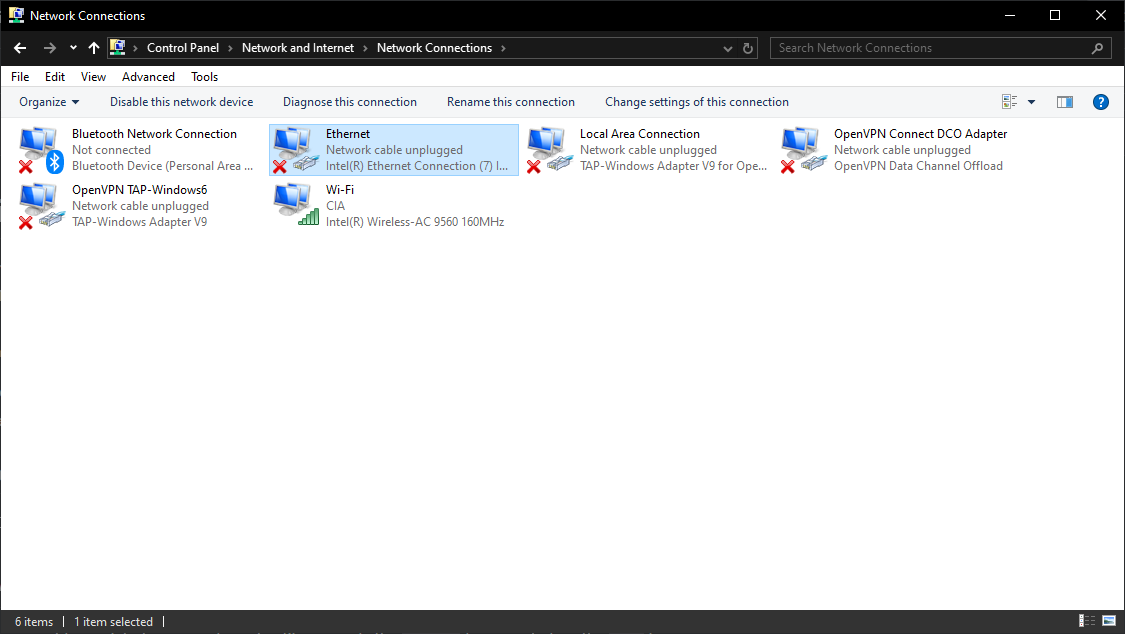 Network Connections
Control Panel > Network and Internet > Network Connections >
Search Network Connections
File Edit View Advanced Tools
Organize Disable this network device Diagnose this connection Rename this connection Change settings of this connection
Bluetooth Network Connection
Not connected
Bluetooth Device (Personal Area ...
Ethernet
Network cable unplugged
Intel(R) Ethernet Connection (7) I...
Local Area Connection
Network cable unplugged
TAP-Windows Adapter V9 for Ope...
OpenVPN Connect DCO Adapter
Network cable unplugged
OpenVPN Data Channel Offload
OpenVPN TAP-Windows6
Network cable unplugged
TAP-Windows Adapter V9
Wi-Fi
CIA
Intel(R) Wireless-AC 9560 160MHz
6 items 1 item selected